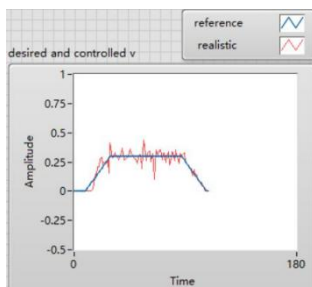 reference
realistic
desired and controlled v
1
0.75
0.5
0.25
0
-0.25
-0.5
Amplitude
0
180
Time